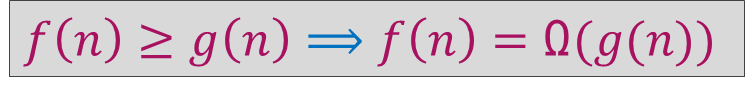 f(n) ≥ g(n) ⟹ f(n) = Ω(g(n))